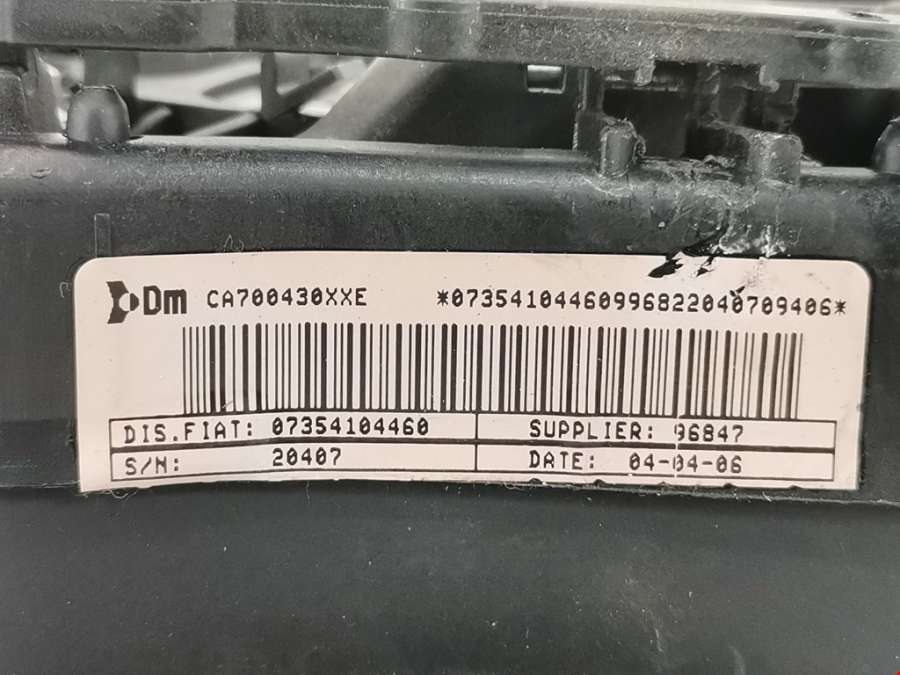 Dm CA700430XXE *07354104460996822040709406*
DIS.FIAT: 07354104460 SUPPLIER: 96847
S/N: 20407 DATE: 04-04-06